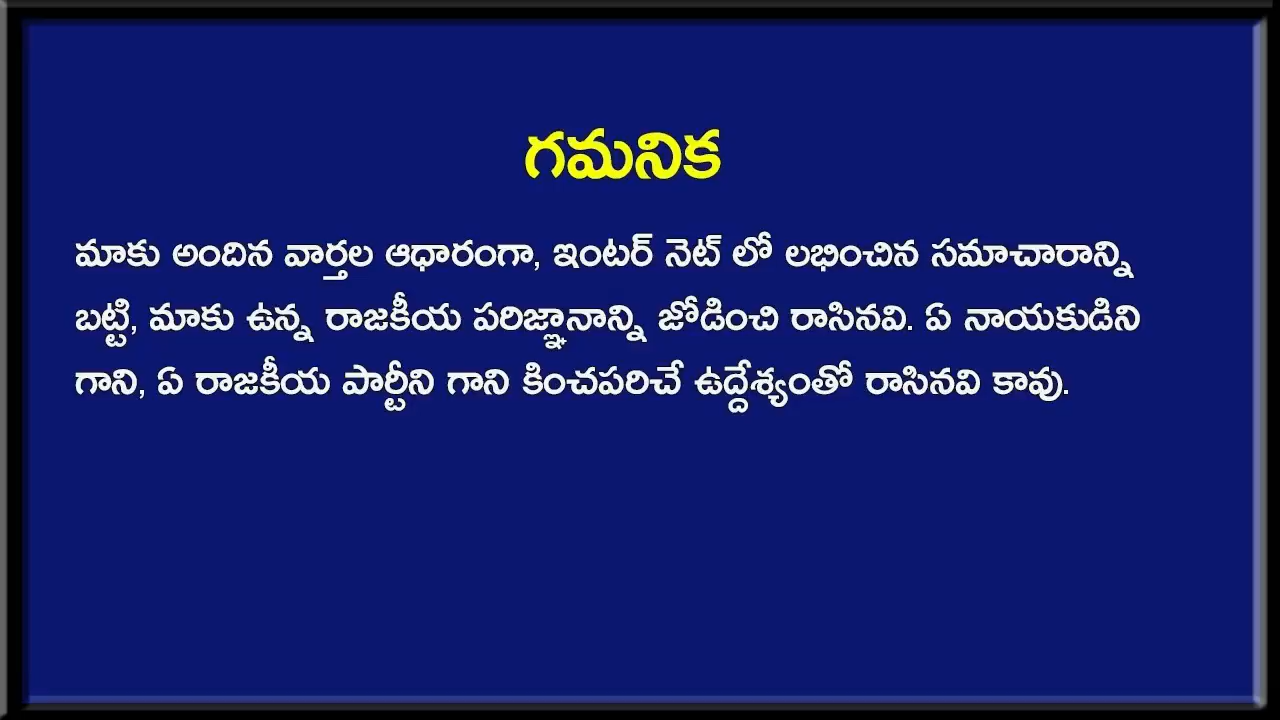 గమనిక
మాకు అందిన వార్తల ఆధారంగా, ఇంటర్ నెట్ లో లభించిన సమాచారాన్ని
బట్టి, మాకు ఉన్న రాజకీయ పరిజ్ఞానాన్ని జోడించి రాసినవి. ఏ నాయకుడిని
గాని, ఏ రాజకీయ పార్టీని గాని కించపరిచే ఉద్దేశ్యంతో రాసినవి కావు.